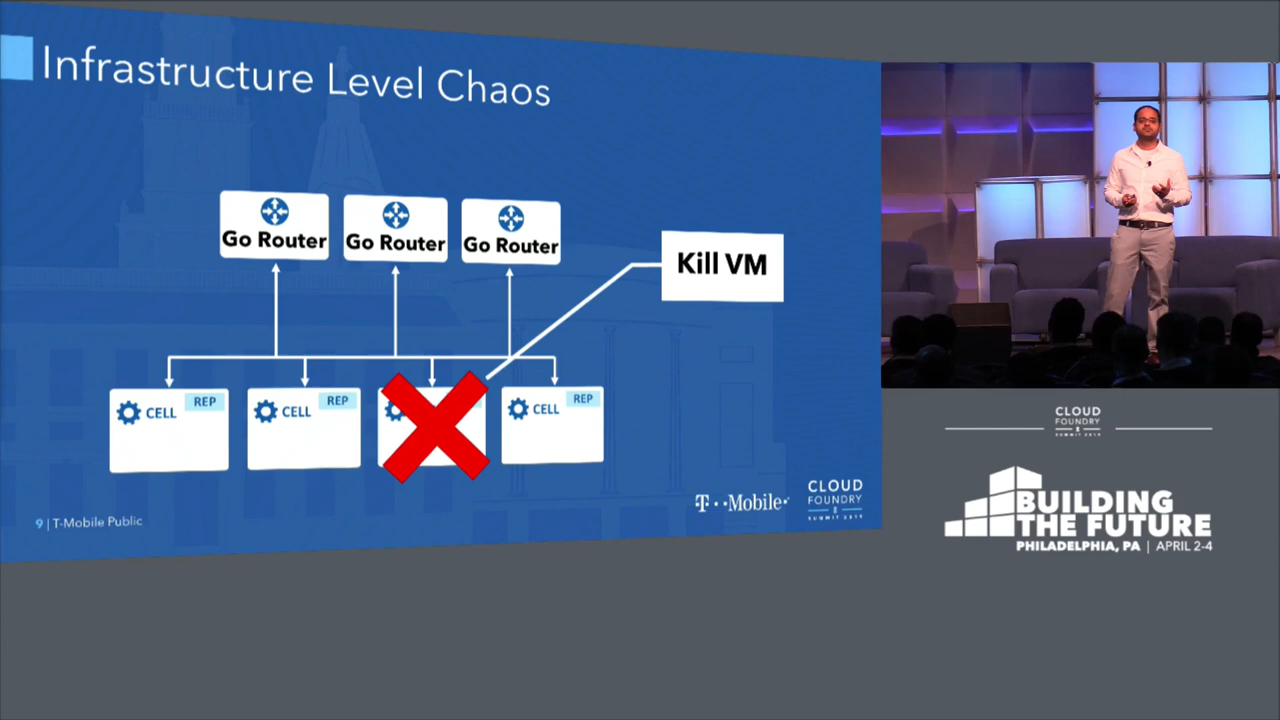 Infrastructure Level Chaos
Go Router
Go Router
Go Router
Kill VM
CELL
REP
CELL
REP
CELL
REP
9 | T-Mobile Public
T··Mobile·
CLOUD
FOUNDRY
SUMMIT 2019
CLOUD
FOUNDRY
SUMMIT 2019
BUILDING
THE FUTURE
PHILADELPHIA, PA | APRIL 2-4